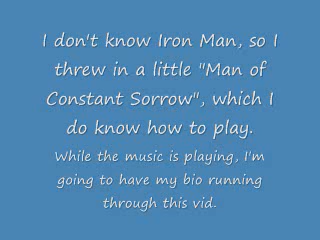 I don't know Iron Man, so I
threw in a little "Man of
Constant Sorrow", which I
do know how to play.
While the music is playing, I'm
going to have my bio running
through this vid.